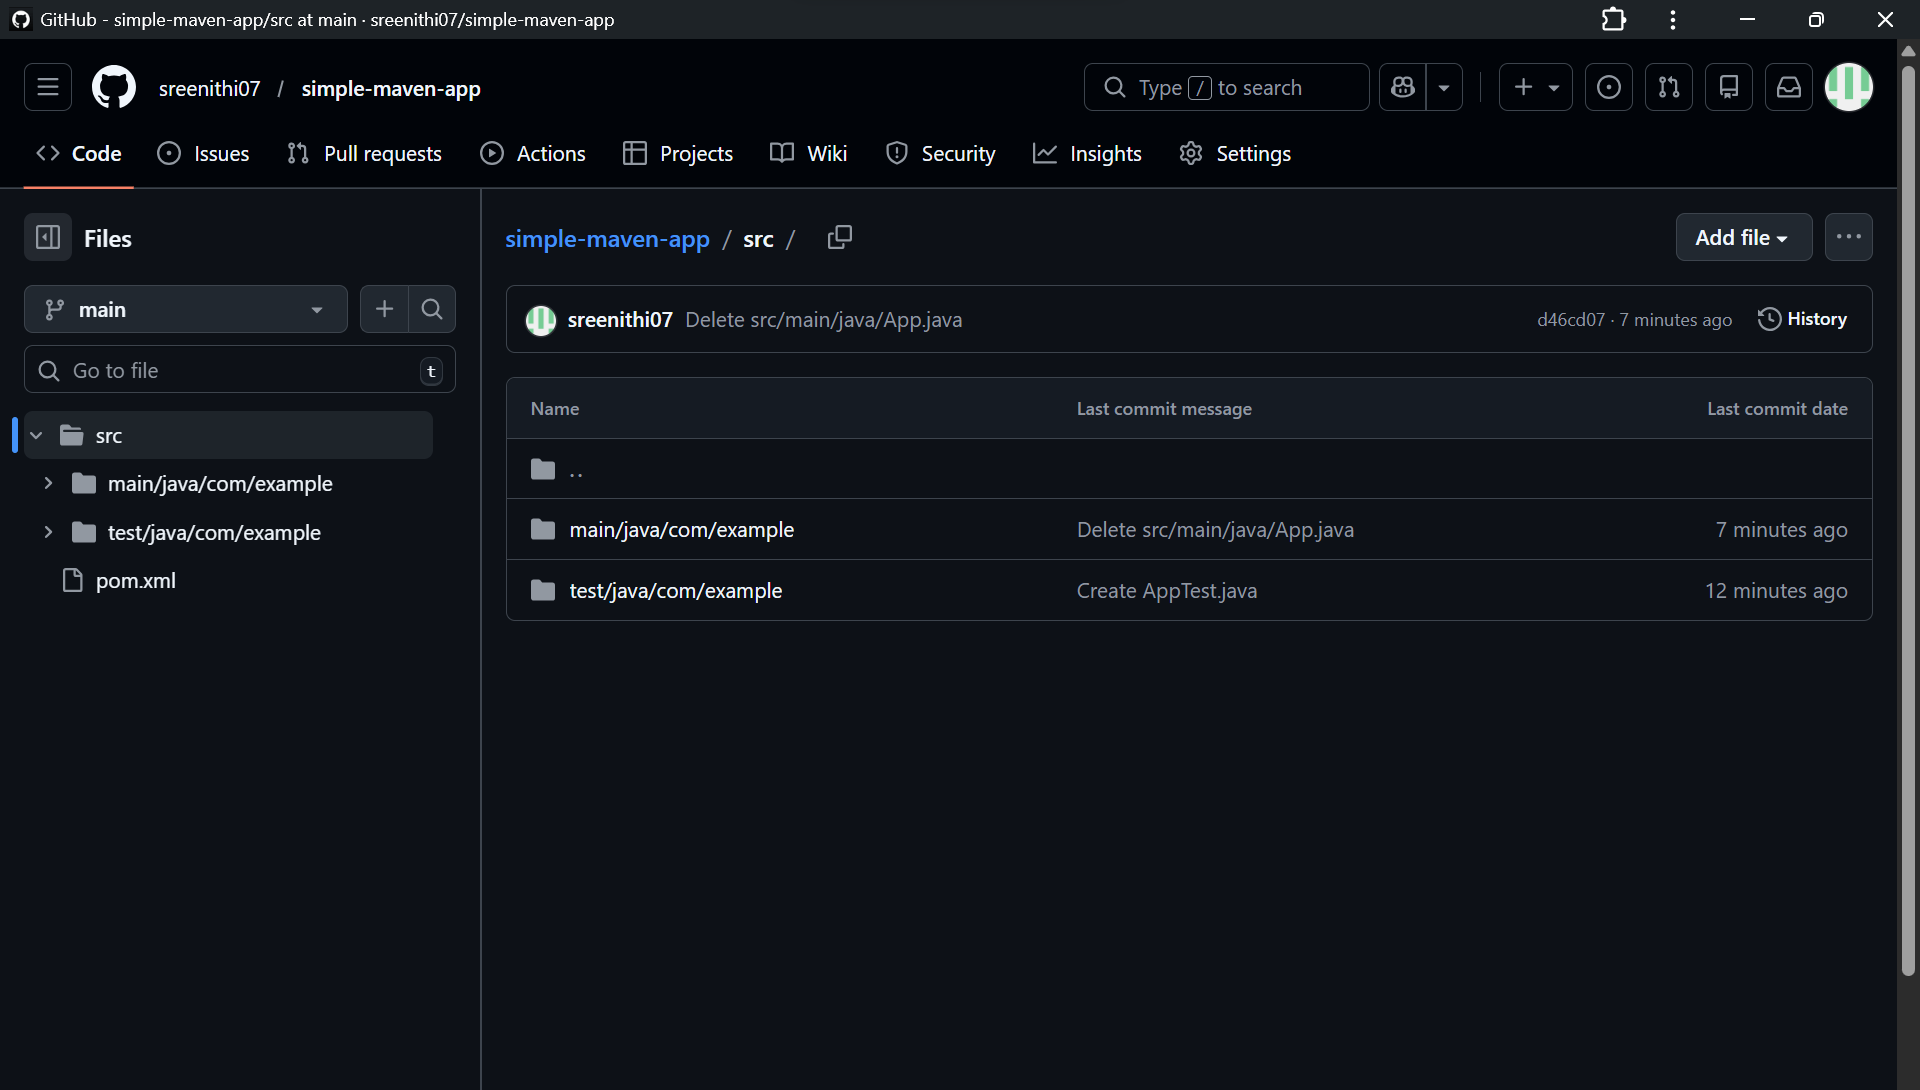 GitHub - simple-maven-app/src at main · sreenithi07/simple-maven-app
sreenithi07 / simple-maven-app
Type / to search
Code Issues Pull requests Actions Projects Wiki Security Insights Settings
Files
simple-maven-app / src /
Add file
main
sreenithi07 Delete src/main/java/App.java
d46cd07 · 7 minutes ago
History
Go to file
t
Name Last commit message Last commit date
src
..
main/java/com/example
main/java/com/example Delete src/main/java/App.java 7 minutes ago
test/java/com/example
test/java/com/example Create AppTest.java 12 minutes ago
pom.xml